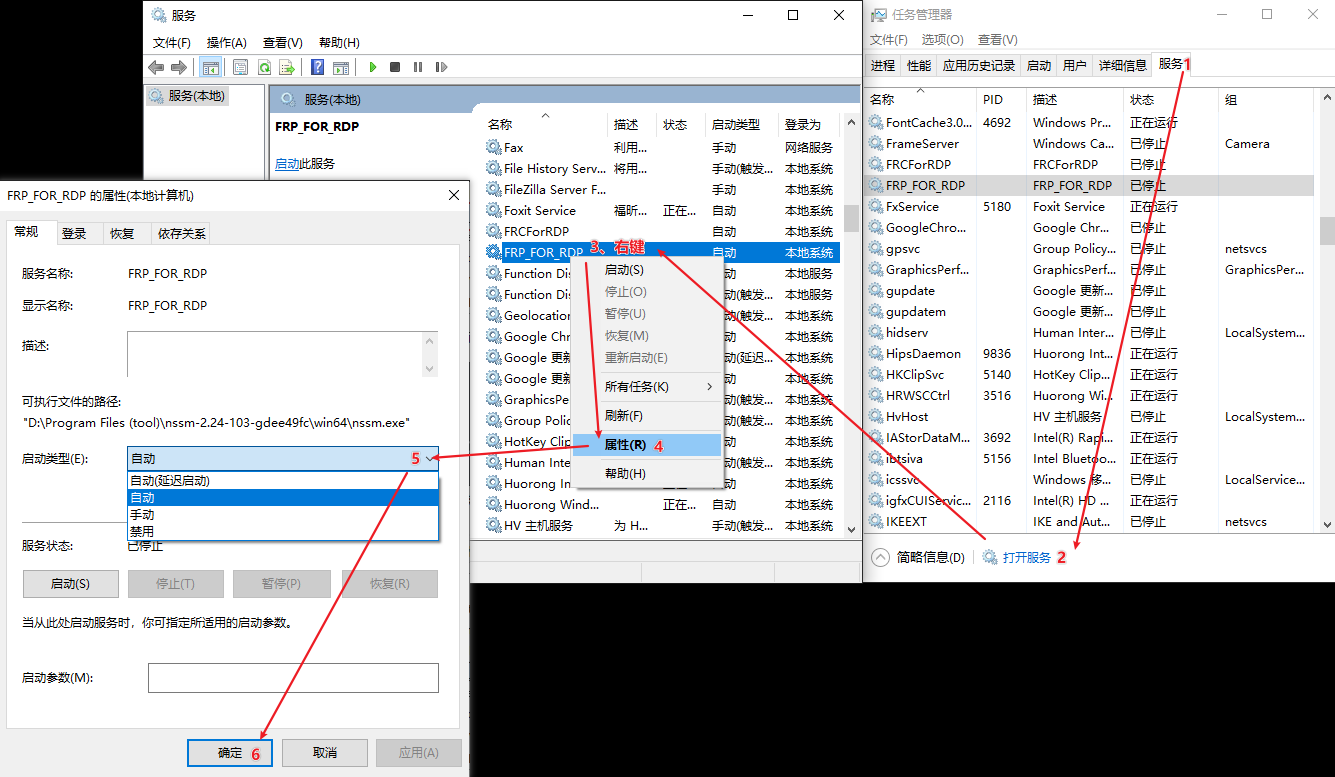 服务
文件(F) 操作(A) 查看(V) 帮助(H)
服务(本地)
服务(本地)
FRP_FOR_RDP
启动此服务
名称 描述 状态 启动类型 登录为
Fax 利用... 手动 网络服务
File History Serv... 将用... 手动(触发... 本地系统
FileZilla Server F... 手动 本地系统
Foxit Service 福昕... 正在... 自动 本地系统
FRCForRDP 自动 本地系统
FRP_FOR_RDP 自动 本地系统
3、右键
Function Dis 本地服务
Function Dis 动(触发... 本地服务
Geolocation 动(触发... 本地系统
Google Chr 动 本地系统
Google 更新 动(延迟... 本地系统
Google 更新 动 本地系统
GraphicsPe 动 本地系统
Group Polic 动(触发... 本地系统
HotKey Clip 动 本地系统
Human Inte 动(触发... 本地系统
Huorong In 动 本地系统
Huorong Wind... 正在... 自动 本地系统
HV 主机服务 为 H... 手动(触发... 本地系统
启动(S)
停止(O)
暂停(U)
恢复(M)
重新启动(E)
所有任务(K)
刷新(F)
属性(R) 4
帮助(H)
任务管理器
文件(F) 选项(O) 查看(V)
进程 性能 应用历史记录 启动 用户 详细信息 服务 1
名称 PID 描述 状态 组
FontCache3.0... 4692 Windows Pr... 正在运行
FrameServer Windows Ca... 已停止 Camera
FRCForRDP FRCForRDP 已停止
FRP_FOR_RDP FRP_FOR_RDP 已停止
FxService 5180 Foxit Service 正在运行
GoogleChro... Google Chr... 已停止
gpsvc Group Policy... 已停止 netsvcs
GraphicsPerf... GraphicsPerf... 已停止 GraphicsPer...
gupdate Google 更新... 已停止
gupdatem Google 更新... 已停止
hidserv Human Inter... 已停止 LocalSystem...
HipsDaemon 9836 Huorong Int... 正在运行
HKClipSvc 5140 HotKey Clip... 正在运行
HRWSCCtrl 3516 Huorong Win... 正在运行
HvHost HV 主机服务 已停止 LocalSystem...
IAStorDataM... 3692 Intel(R) Rapi... 正在运行
ibtsiva 5156 Intel Bluetoo... 正在运行
icssvc Windows 移... 已停止 LocalService...
igfxCUIServic... 2116 Intel(R) HD ... 正在运行
IKEEXT IKE and Aut... 已停止 netsvcs
简略信息(D) 打开服务 2
FRP_FOR_RDP 的属性(本地计算机)
常规 登录 恢复 依存关系
服务名称: FRP_FOR_RDP
显示名称: FRP_FOR_RDP
描述:
可执行文件的路径:
"D:\Program Files (tool)\nssm-2.24-103-gdee49fc\win64\nssm.exe"
启动类型(E): 自动 5
自动(延迟启动)
自动
手动
禁用
服务状态: 已停止
启动(S) 停止(T) 暂停(P) 恢复(R)
当从此处启动服务时，你可指定所适用的启动参数。
启动参数(M):
确定 6 取消 应用(A)